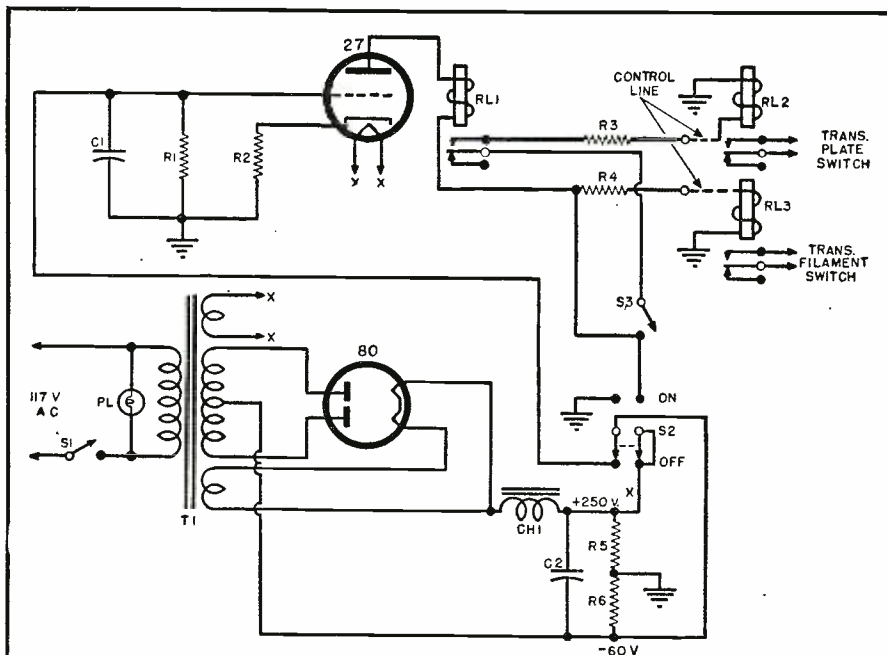 27
C1
R1
R2
RL1
CONTROL
LINE
RL2
R3
TRANS.
PLATE
SWITCH
R4
RL3
TRANS.
FILAMENT
SWITCH
X X
S3
X
X
80
117 V
A C
PL
S1
T1
ON
S2
OFF
X
+250 V.
CH1
R5
C2
R6
-60 V